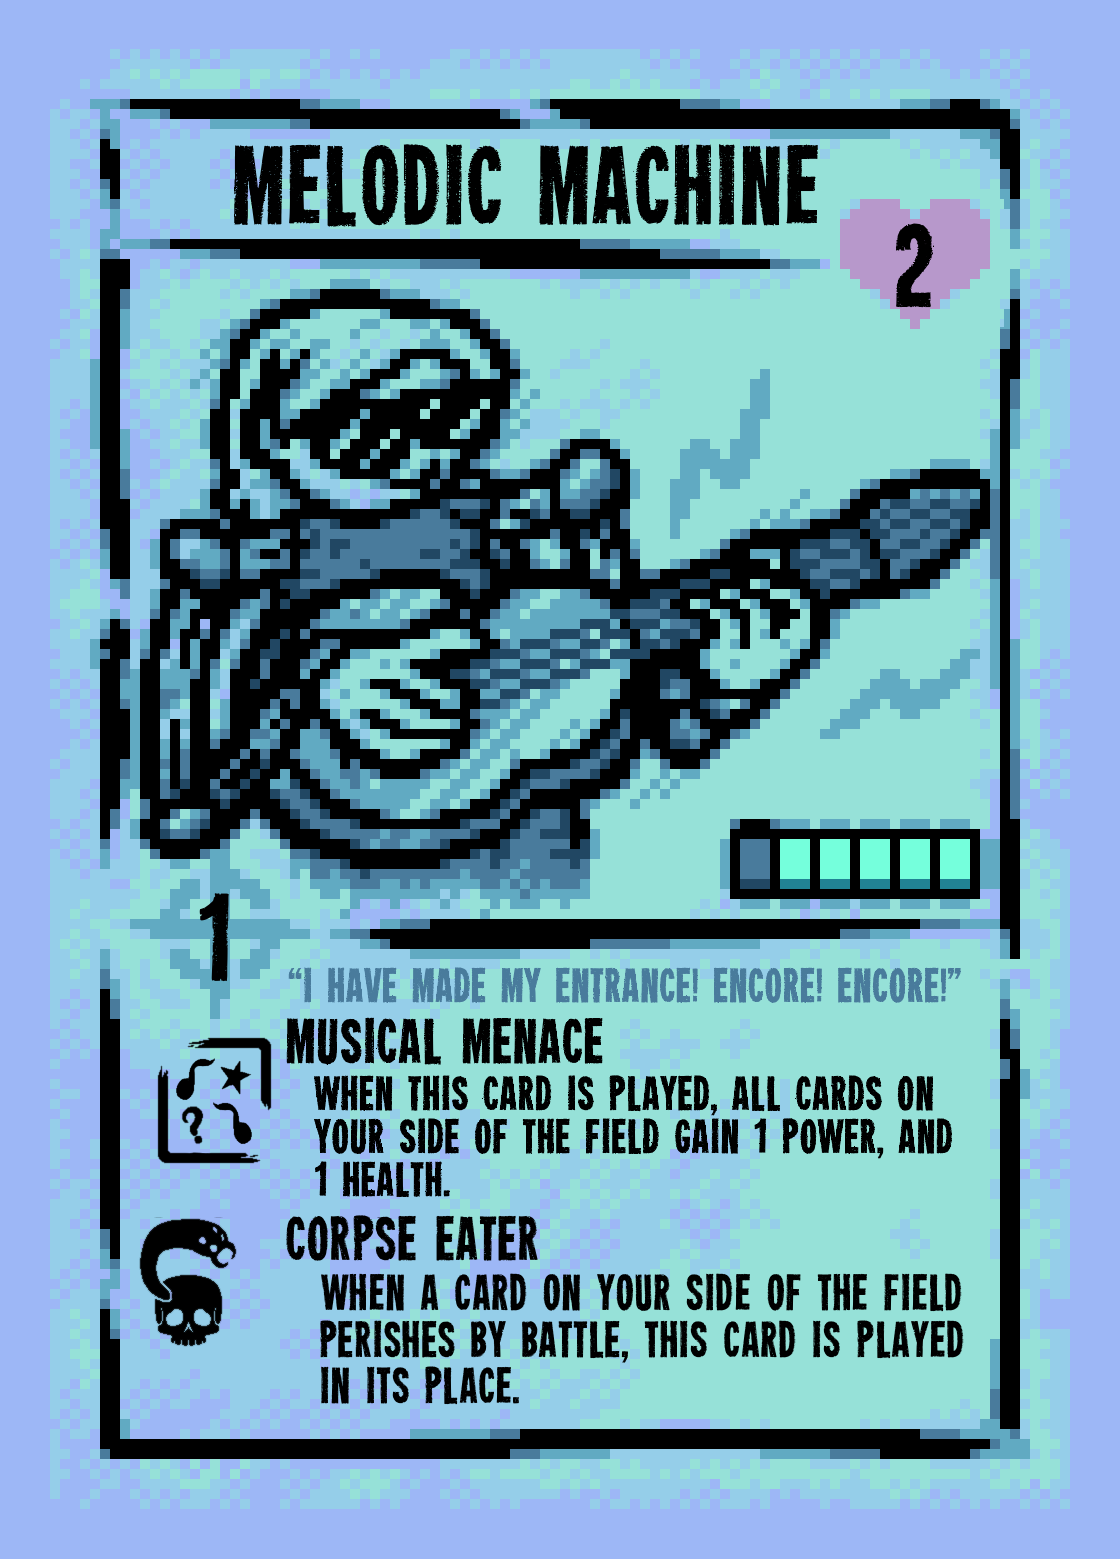 MELODIC MACHINE
2
1
“I HAVE MADE MY ENTRANCE! ENCORE! ENCORE!”
MUSICAL MENACE
WHEN THIS CARD IS PLAYED, ALL CARDS ON
YOUR SIDE OF THE FIELD GAIN 1 POWER, AND
1 HEALTH.
?
CORPSE EATER
WHEN A CARD ON YOUR SIDE OF THE FIELD
PERISHES BY BATTLE, THIS CARD IS PLAYED
IN ITS PLACE.